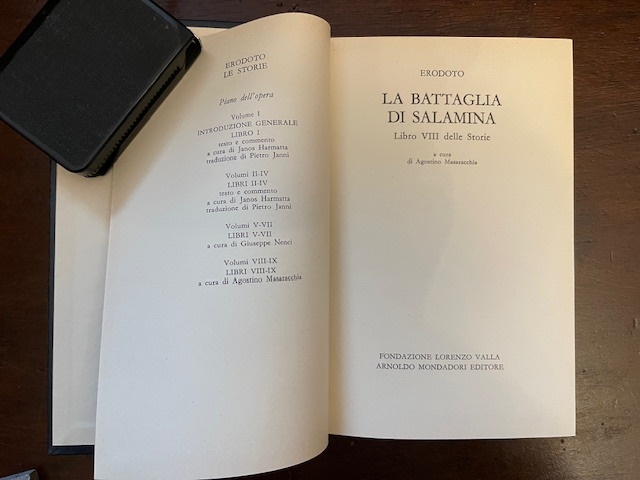 ERODOTO
LE STORIE
Piano dell'opera
Volume I
INTRODUZIONE GENERALE
LIBRO I
testo e commento
a cura di Janos Harmatta
traduzione di Pietro Janni
Volumi II-IV
LIBRI II-IV
testo e commento
a cura di Janos Harmatta
traduzione di Pietro Janni
Volumi V-VII
LIBRI V-VII
a cura di Giuseppe Nenci
Volumi VIII-IX
LIBRI VIII-IX
a cura di Agostino Masaracchia
ERODOTO
LA BATTAGLIA
DI SALAMINA
Libro VIII delle Storie
a cura
di Agostino Masaracchia
FONDAZIONE LORENZO VALLA
ARNOLDO MONDADORI EDITORE